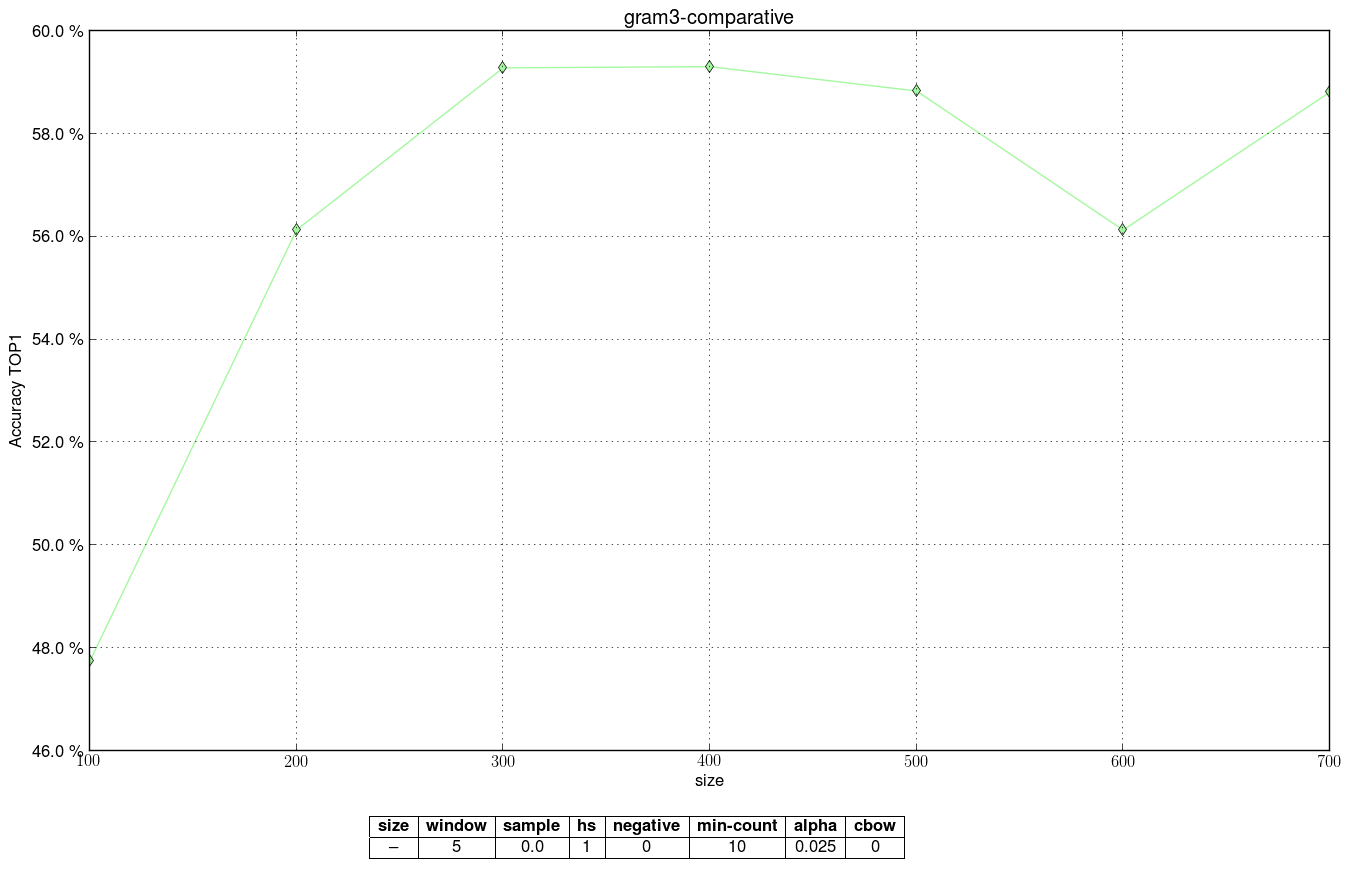 gram3-comparative
60.0 %
58.0 %
56.0 %
54.0 %
52.0 %
50.0 %
48.0 %
46.0 %
Accuracy TOP1
100 200 300 400 500 600 700
size
size window sample hs negative min-count alpha cbow
– 5 0.0 1 0 10 0.025 0